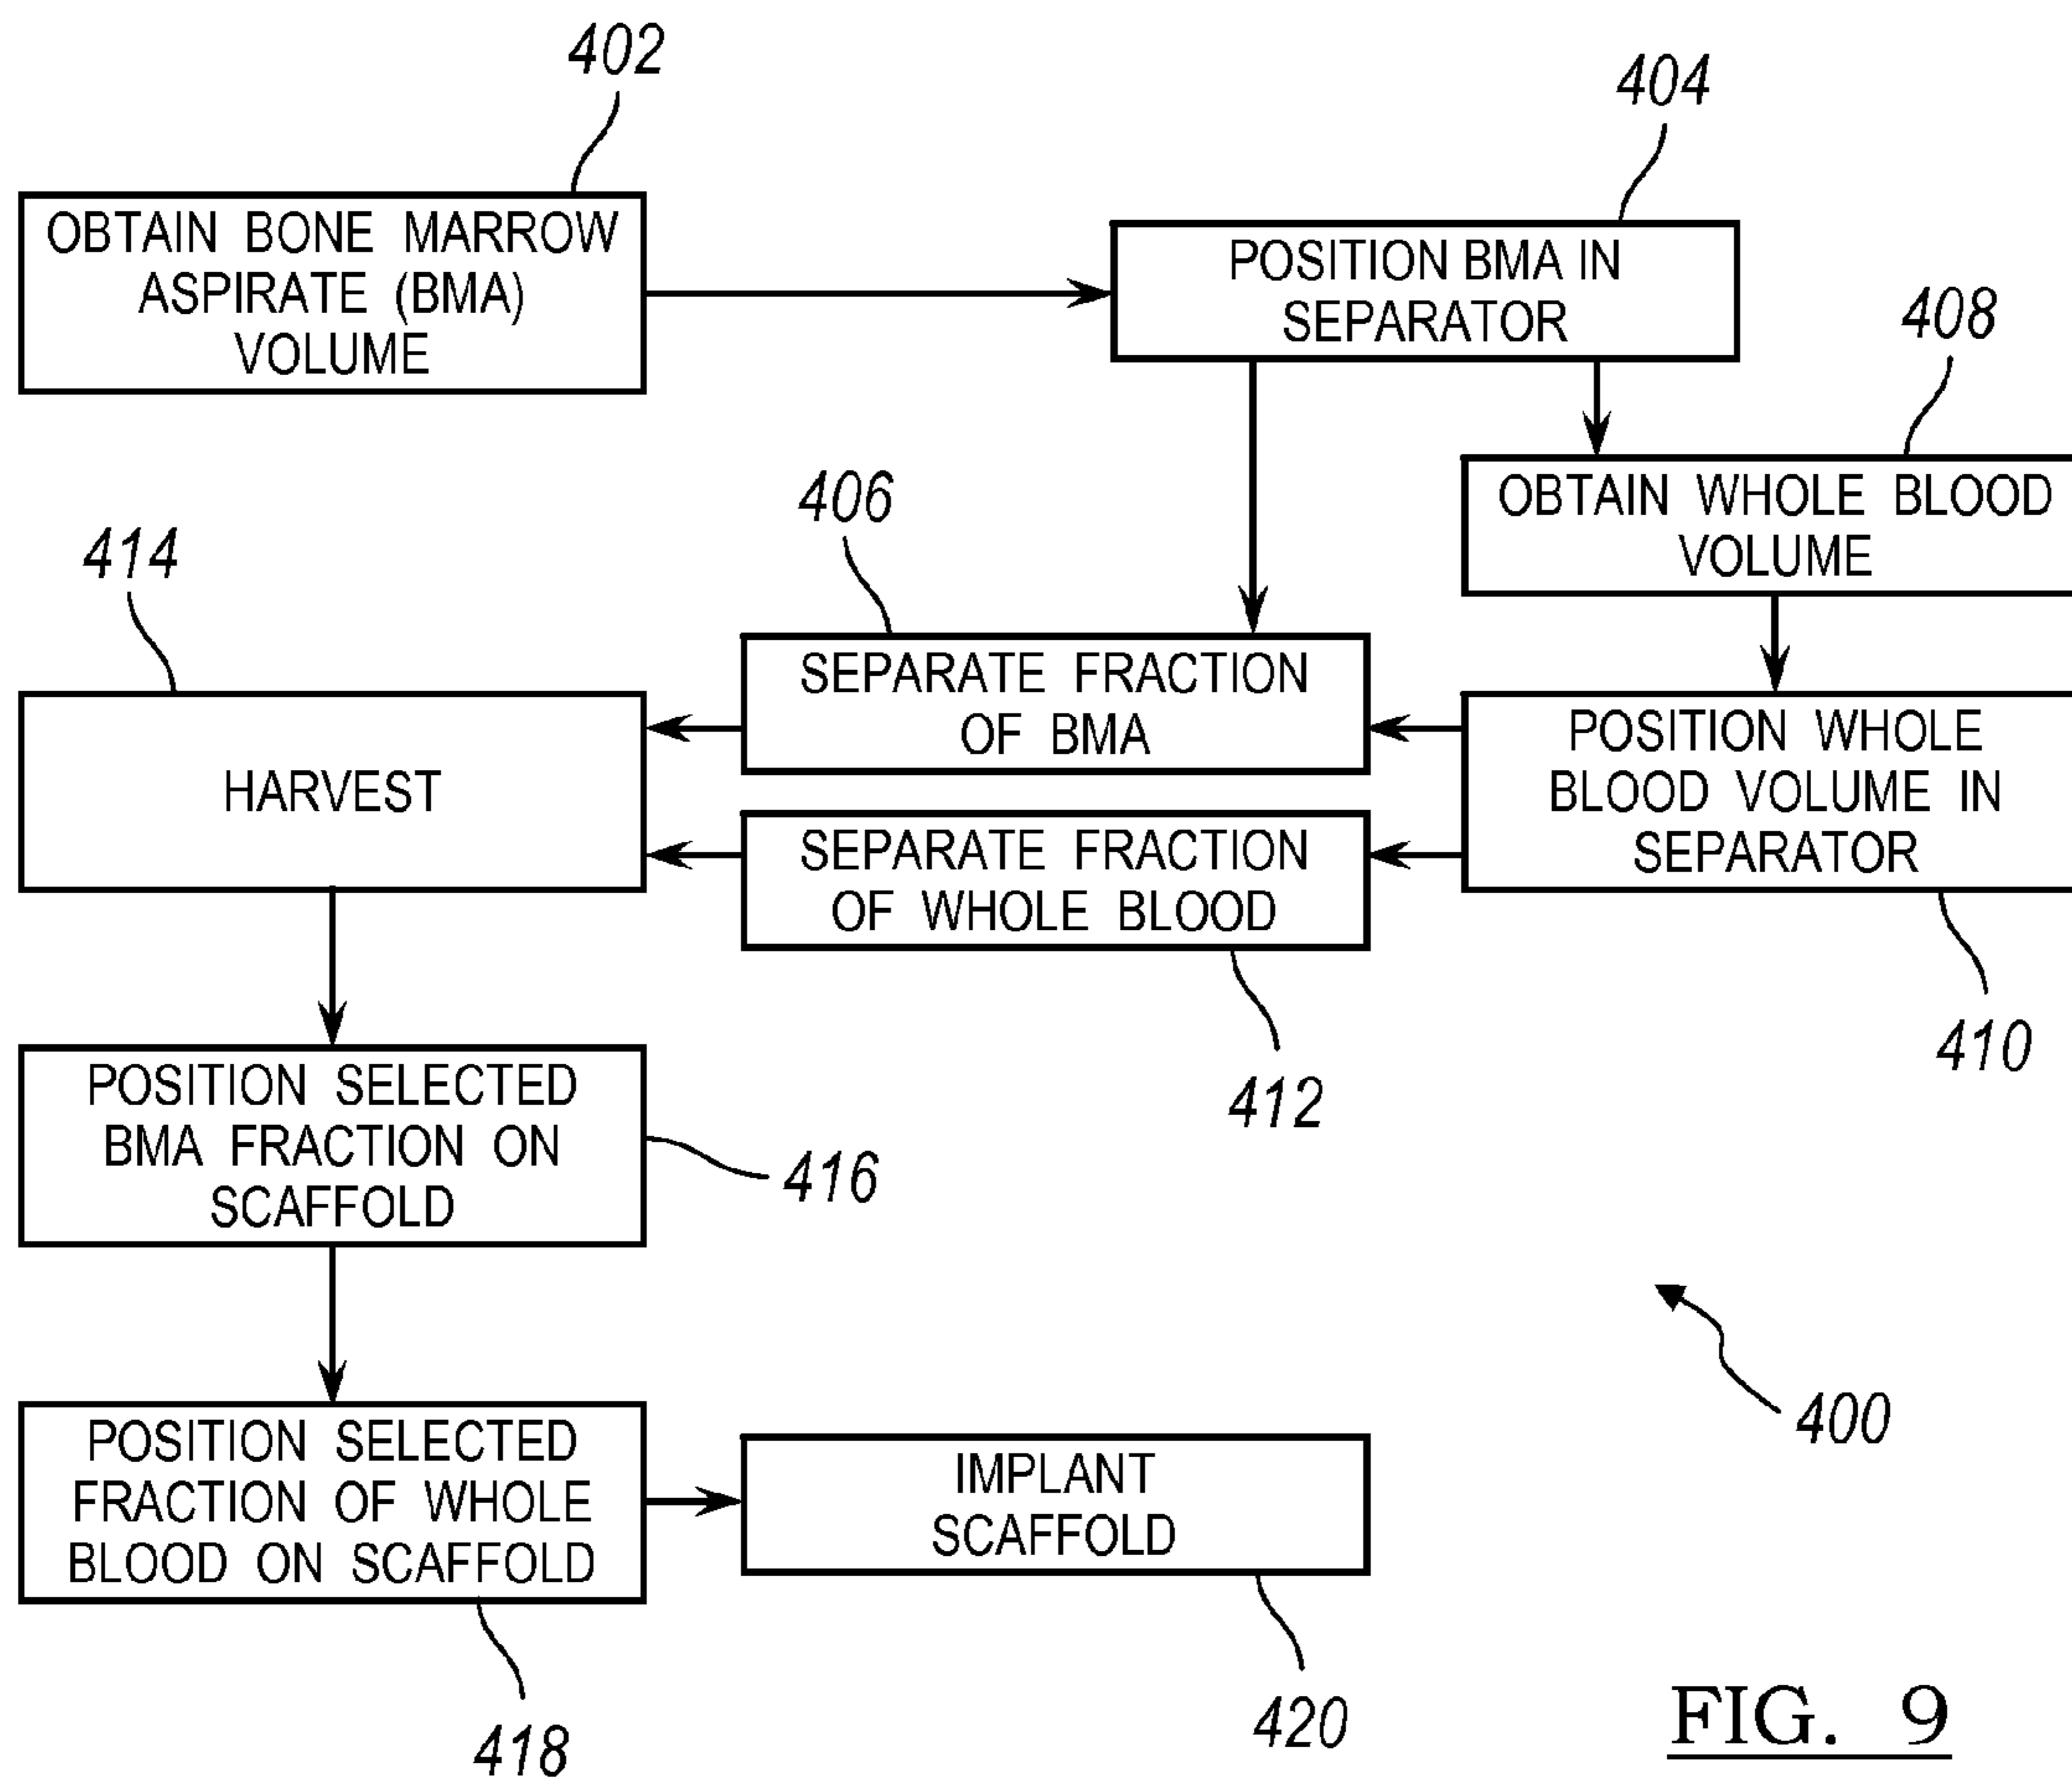 402
OBTAIN BONE MARROW
ASPIRATE (BMA)
VOLUME
404
POSITION BMA IN
SEPARATOR
408
OBTAIN WHOLE BLOOD
VOLUME
406
SEPARATE FRACTION
OF BMA
414
HARVEST
POSITION WHOLE
BLOOD VOLUME IN
SEPARATOR
410
SEPARATE FRACTION
OF WHOLE BLOOD
412
POSITION SELECTED
BMA FRACTION ON
SCAFFOLD
416
400
POSITION SELECTED
FRACTION OF WHOLE
BLOOD ON SCAFFOLD
418
IMPLANT
SCAFFOLD
420
FIG. 9